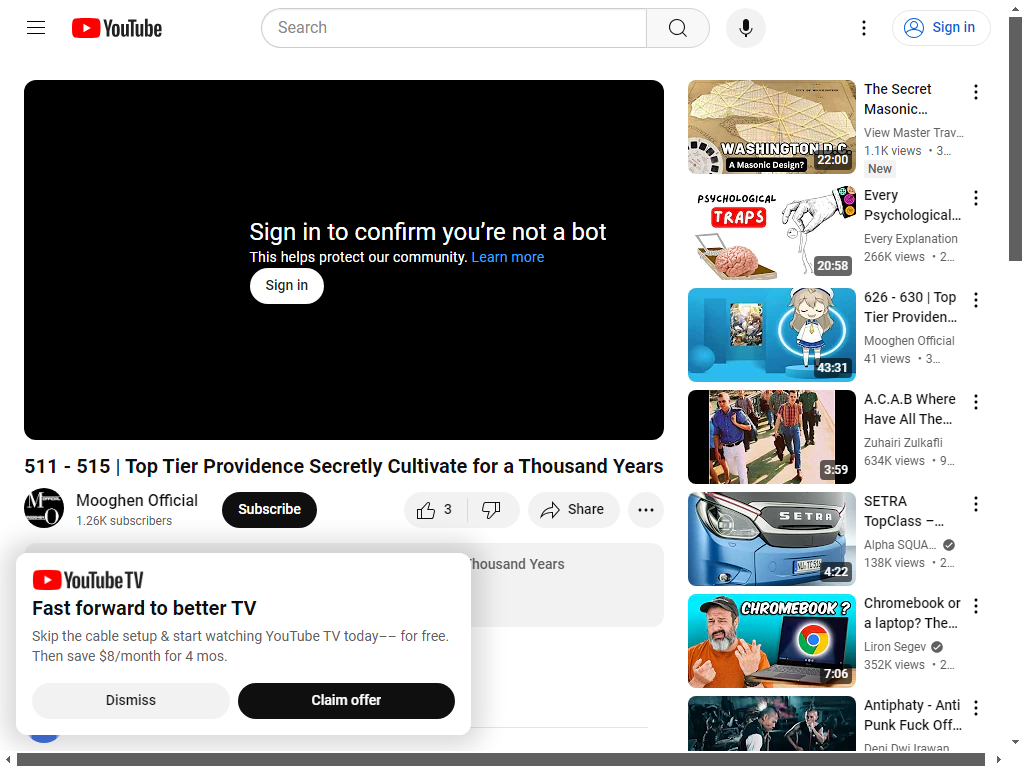 YouTube
Search
Sign in
Sign in to confirm you’re not a bot
This helps protect our community. Learn more
Sign in
511 - 515 | Top Tier Providence Secretly Cultivate for a Thousand Years
Mooghen Official
1.26K subscribers
Subscribe
3
Share
Thousand Years
YouTube TV
Fast forward to better TV
Skip the cable setup & start watching YouTube TV today–– for free.
Then save $8/month for 4 mos.
Dismiss
Claim offer
WASHINGTON D.C.
A Masonic Design?
22:00
The Secret
Masonic...
View Master Trav...
1.1K views • 3...
New
PSYCHOLOGICAL
TRAPS
20:58
Every
Psychological...
Every Explanation
266K views • 2...
43:31
626 - 630 | Top
Tier Providen...
Mooghen Official
41 views • 3...
3:59
A.C.A.B Where
Have All The...
Zuhairi Zulkafli
634K views • 9...
SETRA
4:22
SETRA
TopClass –...
Alpha SQUA...
138K views • 2...
CHROMEBOOK ?
7:06
Chromebook or
a laptop? The...
Liron Segev
352K views • 2...
Antiphaty - Anti
Punk Fuck Off...
Deni Dwi Irawan